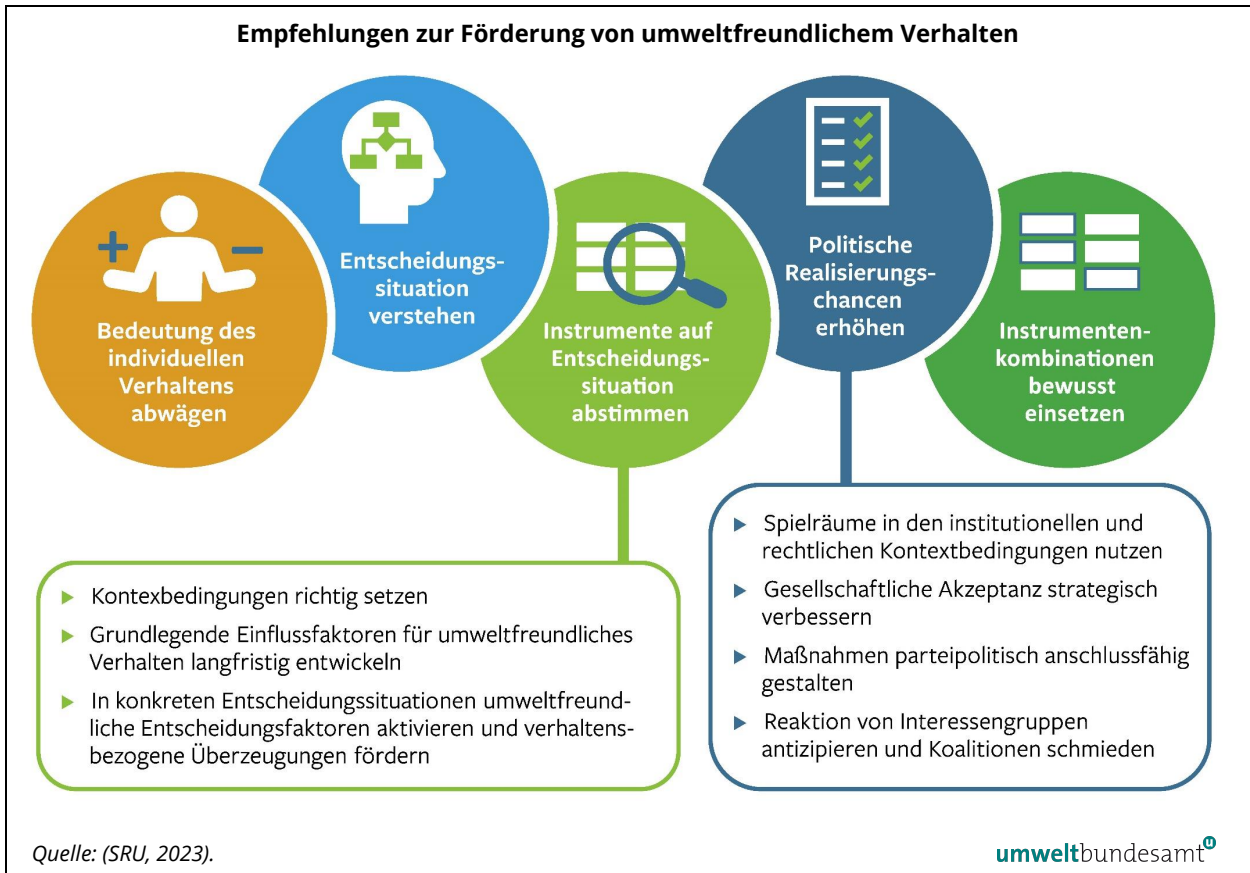 Empfehlungen zur Förderung von umweltfreundlichem Verhalten
Bedeutung des
individuellen
Verhaltens
abwägen
Entscheidungs-
situation
verstehen
Instrumente auf
Entscheidungs-
situation
abstimmen
Politische
Realisierungs-
chancen
erhöhen
Instrumenten-
kombinationen
bewusst
einsetzen
Kontexbedingungen richtig setzen
Grundlegende Einflussfaktoren für umweltfreundliches
Verhalten langfristig entwickeln
In konkreten Entscheidungssituationen umweltfreund-
liche Entscheidungsfaktoren aktivieren und verhaltens-
bezogene Überzeugungen fördern
Spielräume in den institutionellen und
rechtlichen Kontextbedingungen nutzen
Gesellschaftliche Akzeptanz strategisch
verbessern
Maßnahmen parteipolitisch anschlussfähig
gestalten
Reaktion von Interessengruppen
antizipieren und Koalitionen schmieden
Quelle: (SRU, 2023).
umweltbundesamt